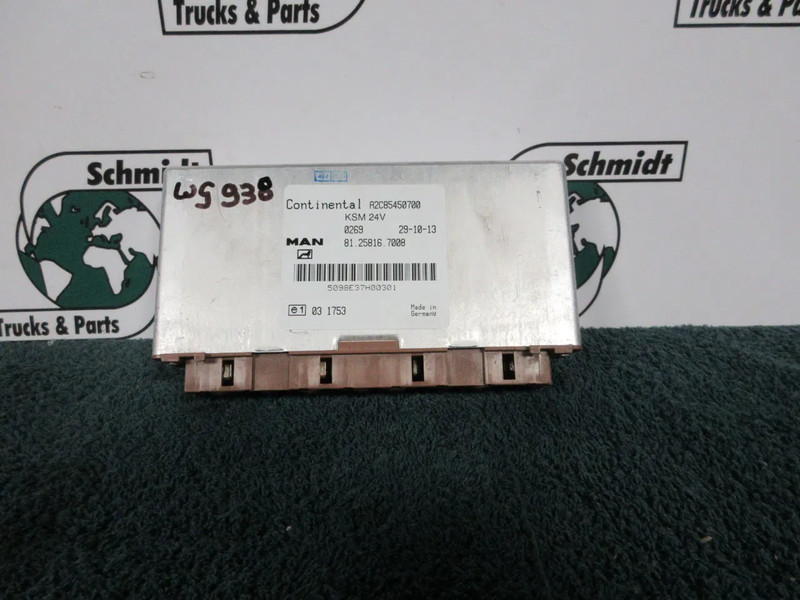 Trucks & Parts
Trucks & Parts
Schmidt
Schmidt
Trucks & Parts
WG 938
Continental A2C85450700
KSM 24V
0269 29-10-13
MAN 81.25816.7008
5098E37H00301
e1 03 1753
Made in
Germany